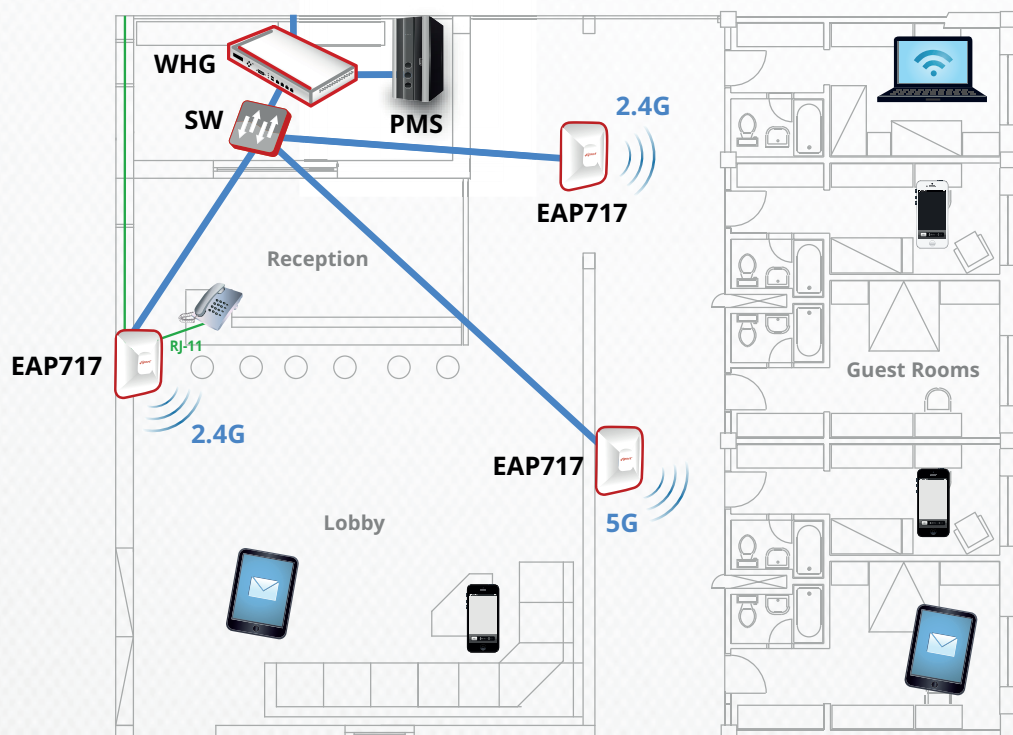 WHG
SW
PMS
2.4G
EAP717
Reception
RJ-11
EAP717
2.4G
Guest Rooms
EAP717
5G
Lobby